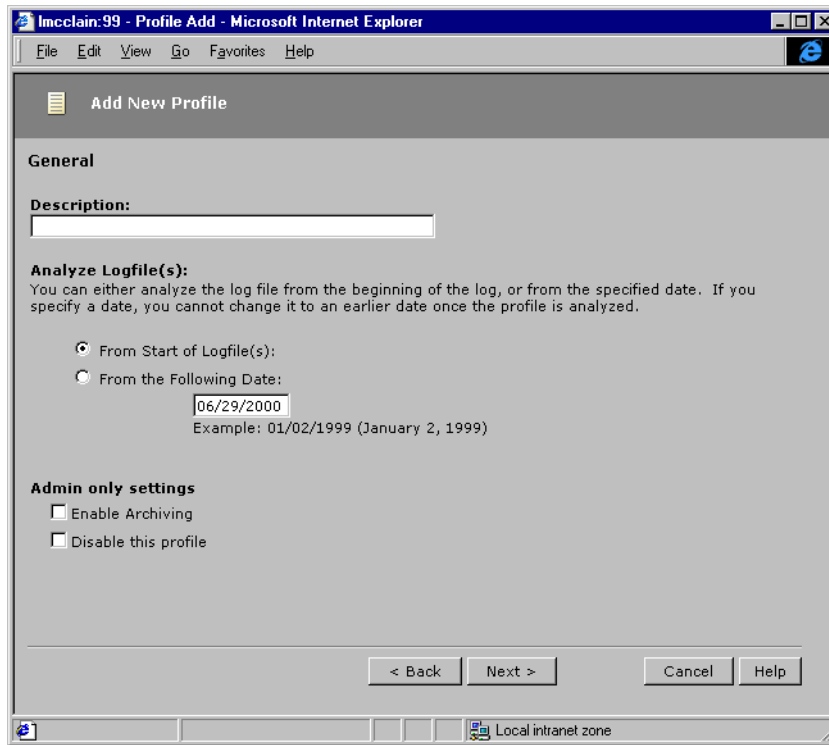 lmcclain:99 - Profile Add - Microsoft Internet Explorer
File Edit View Go Favorites Help
Add New Profile
General
Description:
Analyze Logfile(s):
You can either analyze the log file from the beginning of the log, or from the specified date. If you
specify a date, you cannot change it to an earlier date once the profile is analyzed.
From Start of Logfile(s):
From the Following Date:
06/29/2000
Example: 01/02/1999 (January 2, 1999)
Admin only settings
Enable Archiving
Disable this profile
< Back Next > Cancel Help
Local intranet zone